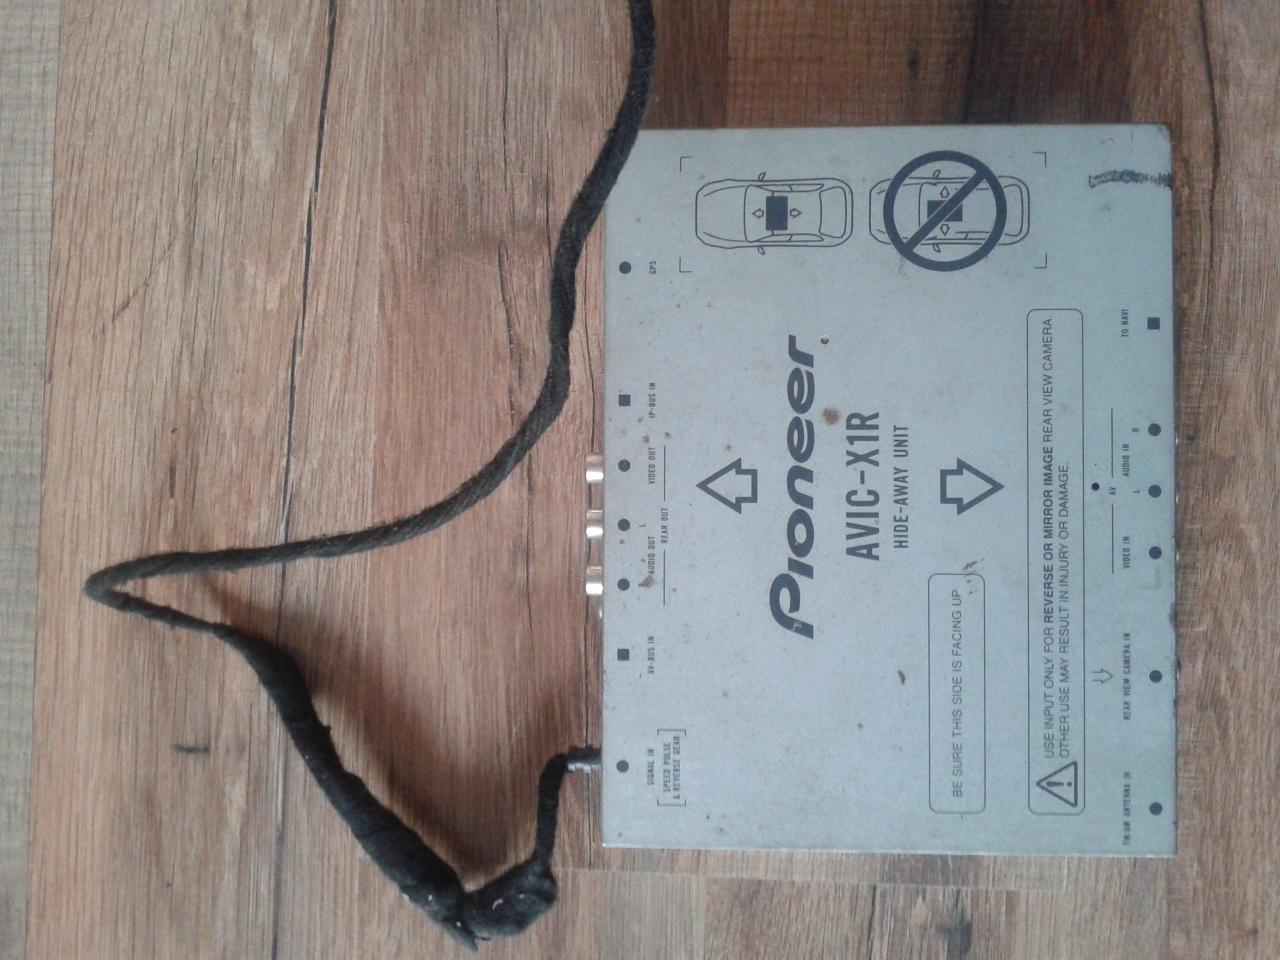 GPS
IP-BUS IN
VIDEO OUT
L
AUDIO OUT
R
REAR OUT
AV-BUS IN
SIGNAL IN
SPEED PULSE
& REVERSE GEAR
Pioneer
AVIC-X1R
HIDE-AWAY UNIT
BE SURE THIS SIDE IS FACING UP
USE INPUT ONLY FOR REVERSE OR MIRROR IMAGE REAR VIEW CAMERA.
OTHER USE MAY RESULT IN INJURY OR DAMAGE.
FM/AM ANTENNA IN
REAR VIEW CAMERA IN
AV
VIDEO IN
L
AUDIO IN
R
TO NAVI